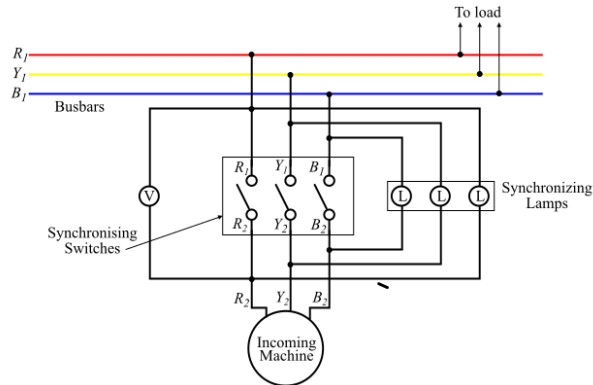 To load
R1
Y1
B1
Busbars
R1 Y1 B1
V
L L L
Synchronizing
Lamps
R2 Y2 B2
Synchronising
Switches
R2 Y2 B2
Incoming
Machine